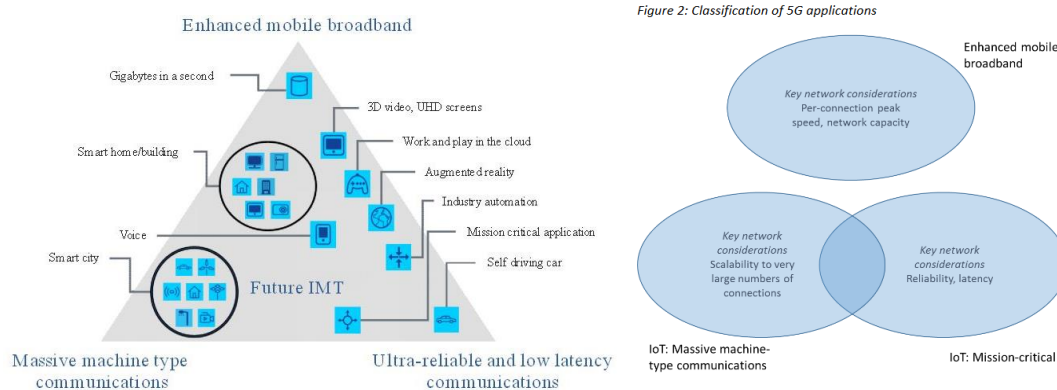 Enhanced mobile broadband
Gigabytes in a second
3D video, UHD screens
Smart home/building
Work and play in the cloud
Augmented reality
Industry automation
Voice
Mission critical application
Smart city
Self driving car
Future IMT
Massive machine type
communications
Ultra-reliable and low latency
communications
Figure 2: Classification of 5G applications
Enhanced mobile
broadband
Key network considerations
Per-connection peak
speed, network capacity
Key network
considerations
Scalability to very
large numbers of
connections
Key network
considerations
Reliability, latency
IoT: Massive machine-
type communications
IoT: Mission-critical